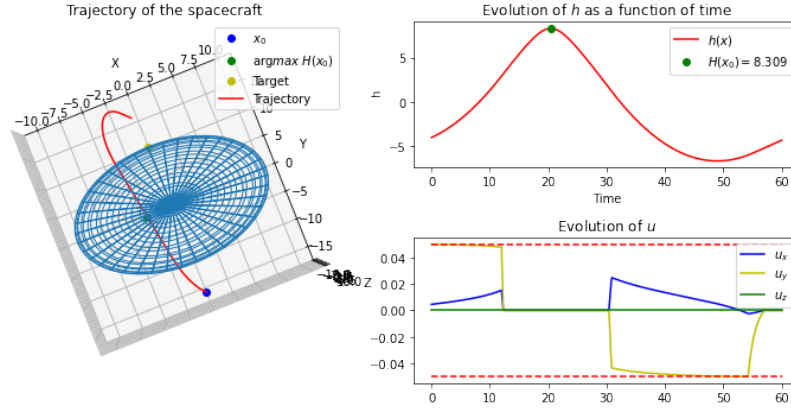 Trajectory of the spacecraft
x₀
argmax H(x₀)
Target
Trajectory
X
−10.0
−7.5
−5.0
−2.5
0.0
2.5
5.0
7.5
10.0
Y
5
0
−5
−10
−15
Z
Evolution of h as a function of time
h(x)
H(x₀) = 8.309
h
5
0
−5
0 10 20 30 40 50 60
Time
Evolution of u
uₓ
u_y
u_z
0.04
0.02
0.00
−0.02
−0.04
0 10 20 30 40 50 60